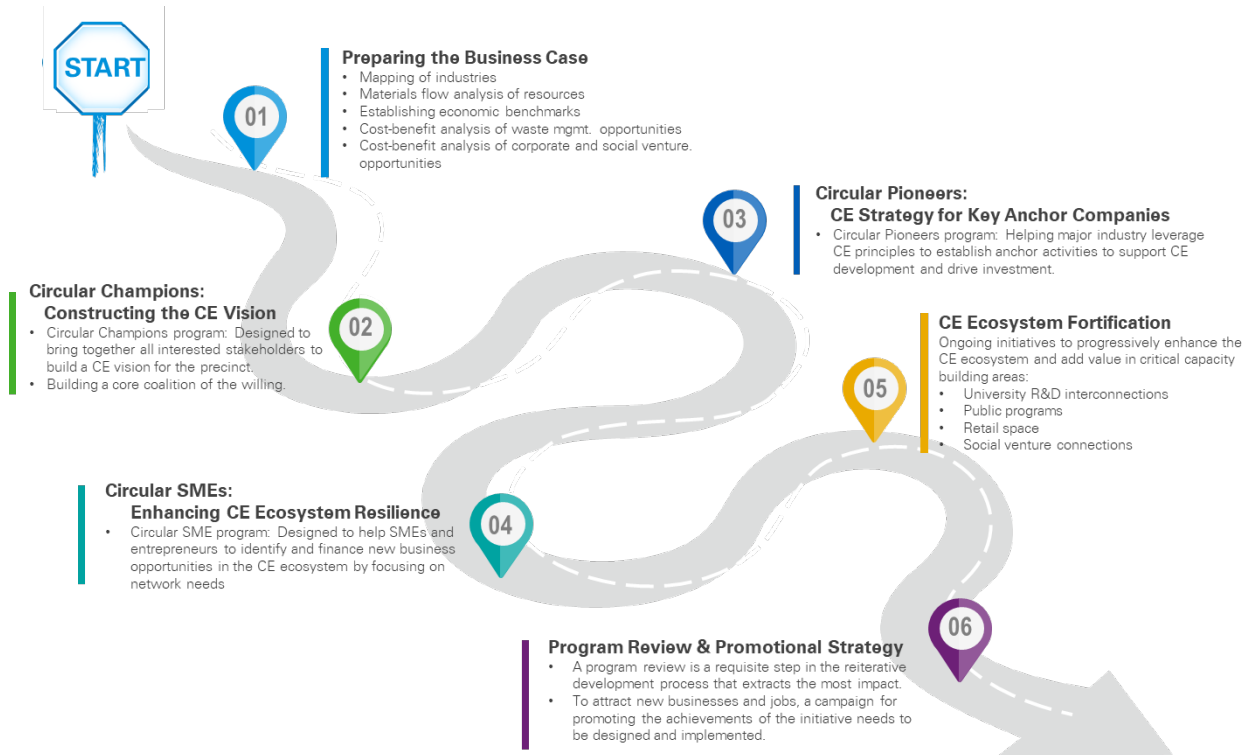 START
01
Preparing the Business Case
• Mapping of industries
• Materials flow analysis of resources
• Establishing economic benchmarks
• Cost-benefit analysis of waste mgmt. opportunities
• Cost-benefit analysis of corporate and social venture.
opportunities
Circular Champions:
Constructing the CE Vision
• Circular Champions program: Designed to
bring together all interested stakeholders to
build a CE vision for the precinct.
• Building a core coalition of the willing.
02
03
Circular Pioneers:
CE Strategy for Key Anchor Companies
• Circular Pioneers program: Helping major industry leverage
CE principles to establish anchor activities to support CE
development and drive investment.
Circular SMEs:
Enhancing CE Ecosystem Resilience
• Circular SME program: Designed to help SMEs and
entrepreneurs to identify and finance new business
opportunities in the CE ecosystem by focusing on
network needs
04
05
CE Ecosystem Fortification
Ongoing initiatives to progressively enhance the
CE ecosystem and add value in critical capacity
building areas:
• University R&D interconnections
• Public programs
• Retail space
• Social venture connections
06
Program Review & Promotional Strategy
• A program review is a requisite step in the reiterative
development process that extracts the most impact.
• To attract new businesses and jobs, a campaign for
promoting the achievements of the initiative needs to
be designed and implemented.